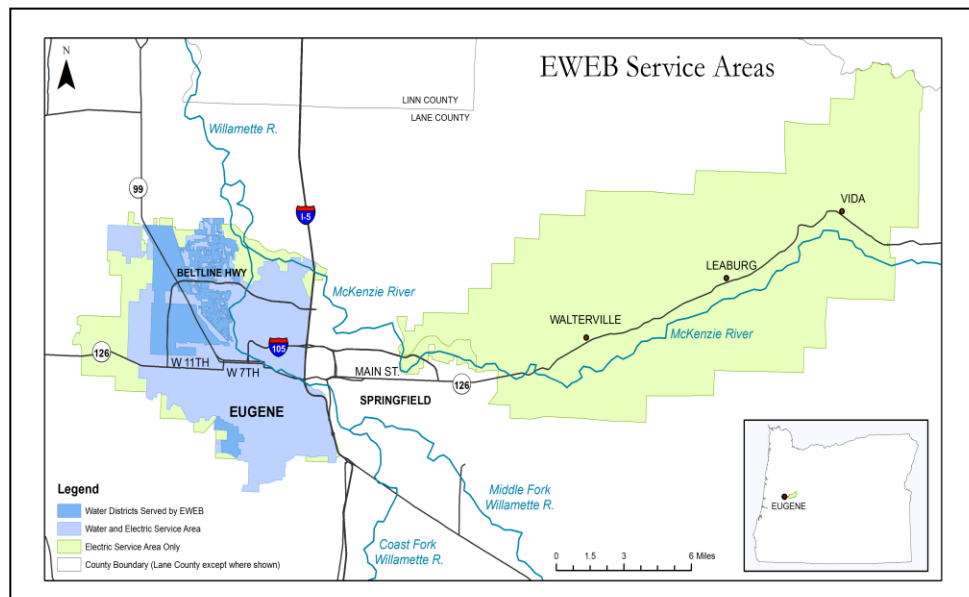 EWEB Service Areas
N
LINN COUNTY
LANE COUNTY
Willamette R.
99
I-5
VIDA
BELTLINE HWY
LEABURG
McKenzie River
WALTERVILLE
McKenzie River
105
126
W 11TH
W 7TH
MAIN ST.
126
SPRINGFIELD
EUGENE
Middle Fork
Willamette R.
Coast Fork
Willamette R.
Legend
Water Districts Served by EWEB
Water and Electric Service Area
Electric Service Area Only
County Boundary (Lane County except where shown)
0 1.5 3 6 Miles
EUGENE